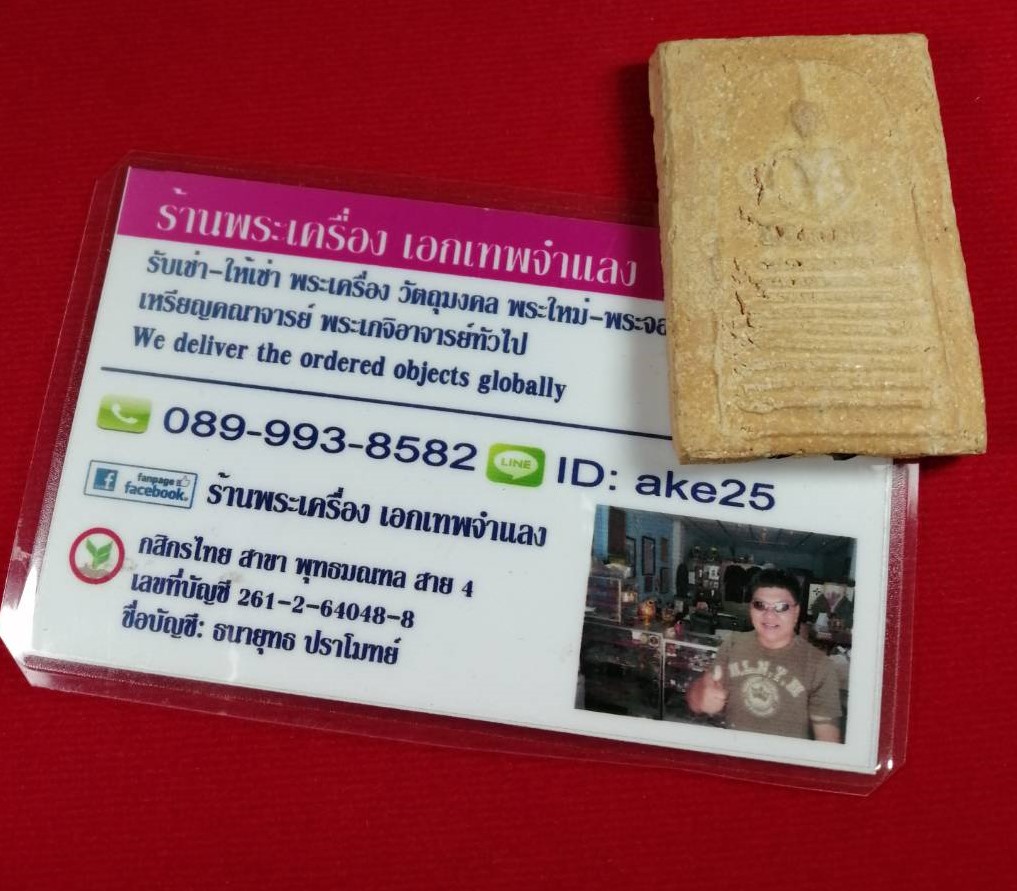 ร้านพระเครื่อง เอกเทพจำแลง
รับเช่า-ให้เช่า พระเครื่อง วัตถุมงคล พระใหม่-พระ
เหรียญคณาจารย์ พระเกจิอาจารย์ทั่วไป
We deliver the ordered objects globally
089-993-8582 LINE ID: ake25
fanpage facebook. ร้านพระเครื่อง เอกเทพจำแลง
กสิกรไทย สาขา พุทธมณฑล สาย 4
เลขที่บัญชี 261-2-64048-8
ชื่อบัญชี: ธนายุทธ ปราโมทย์